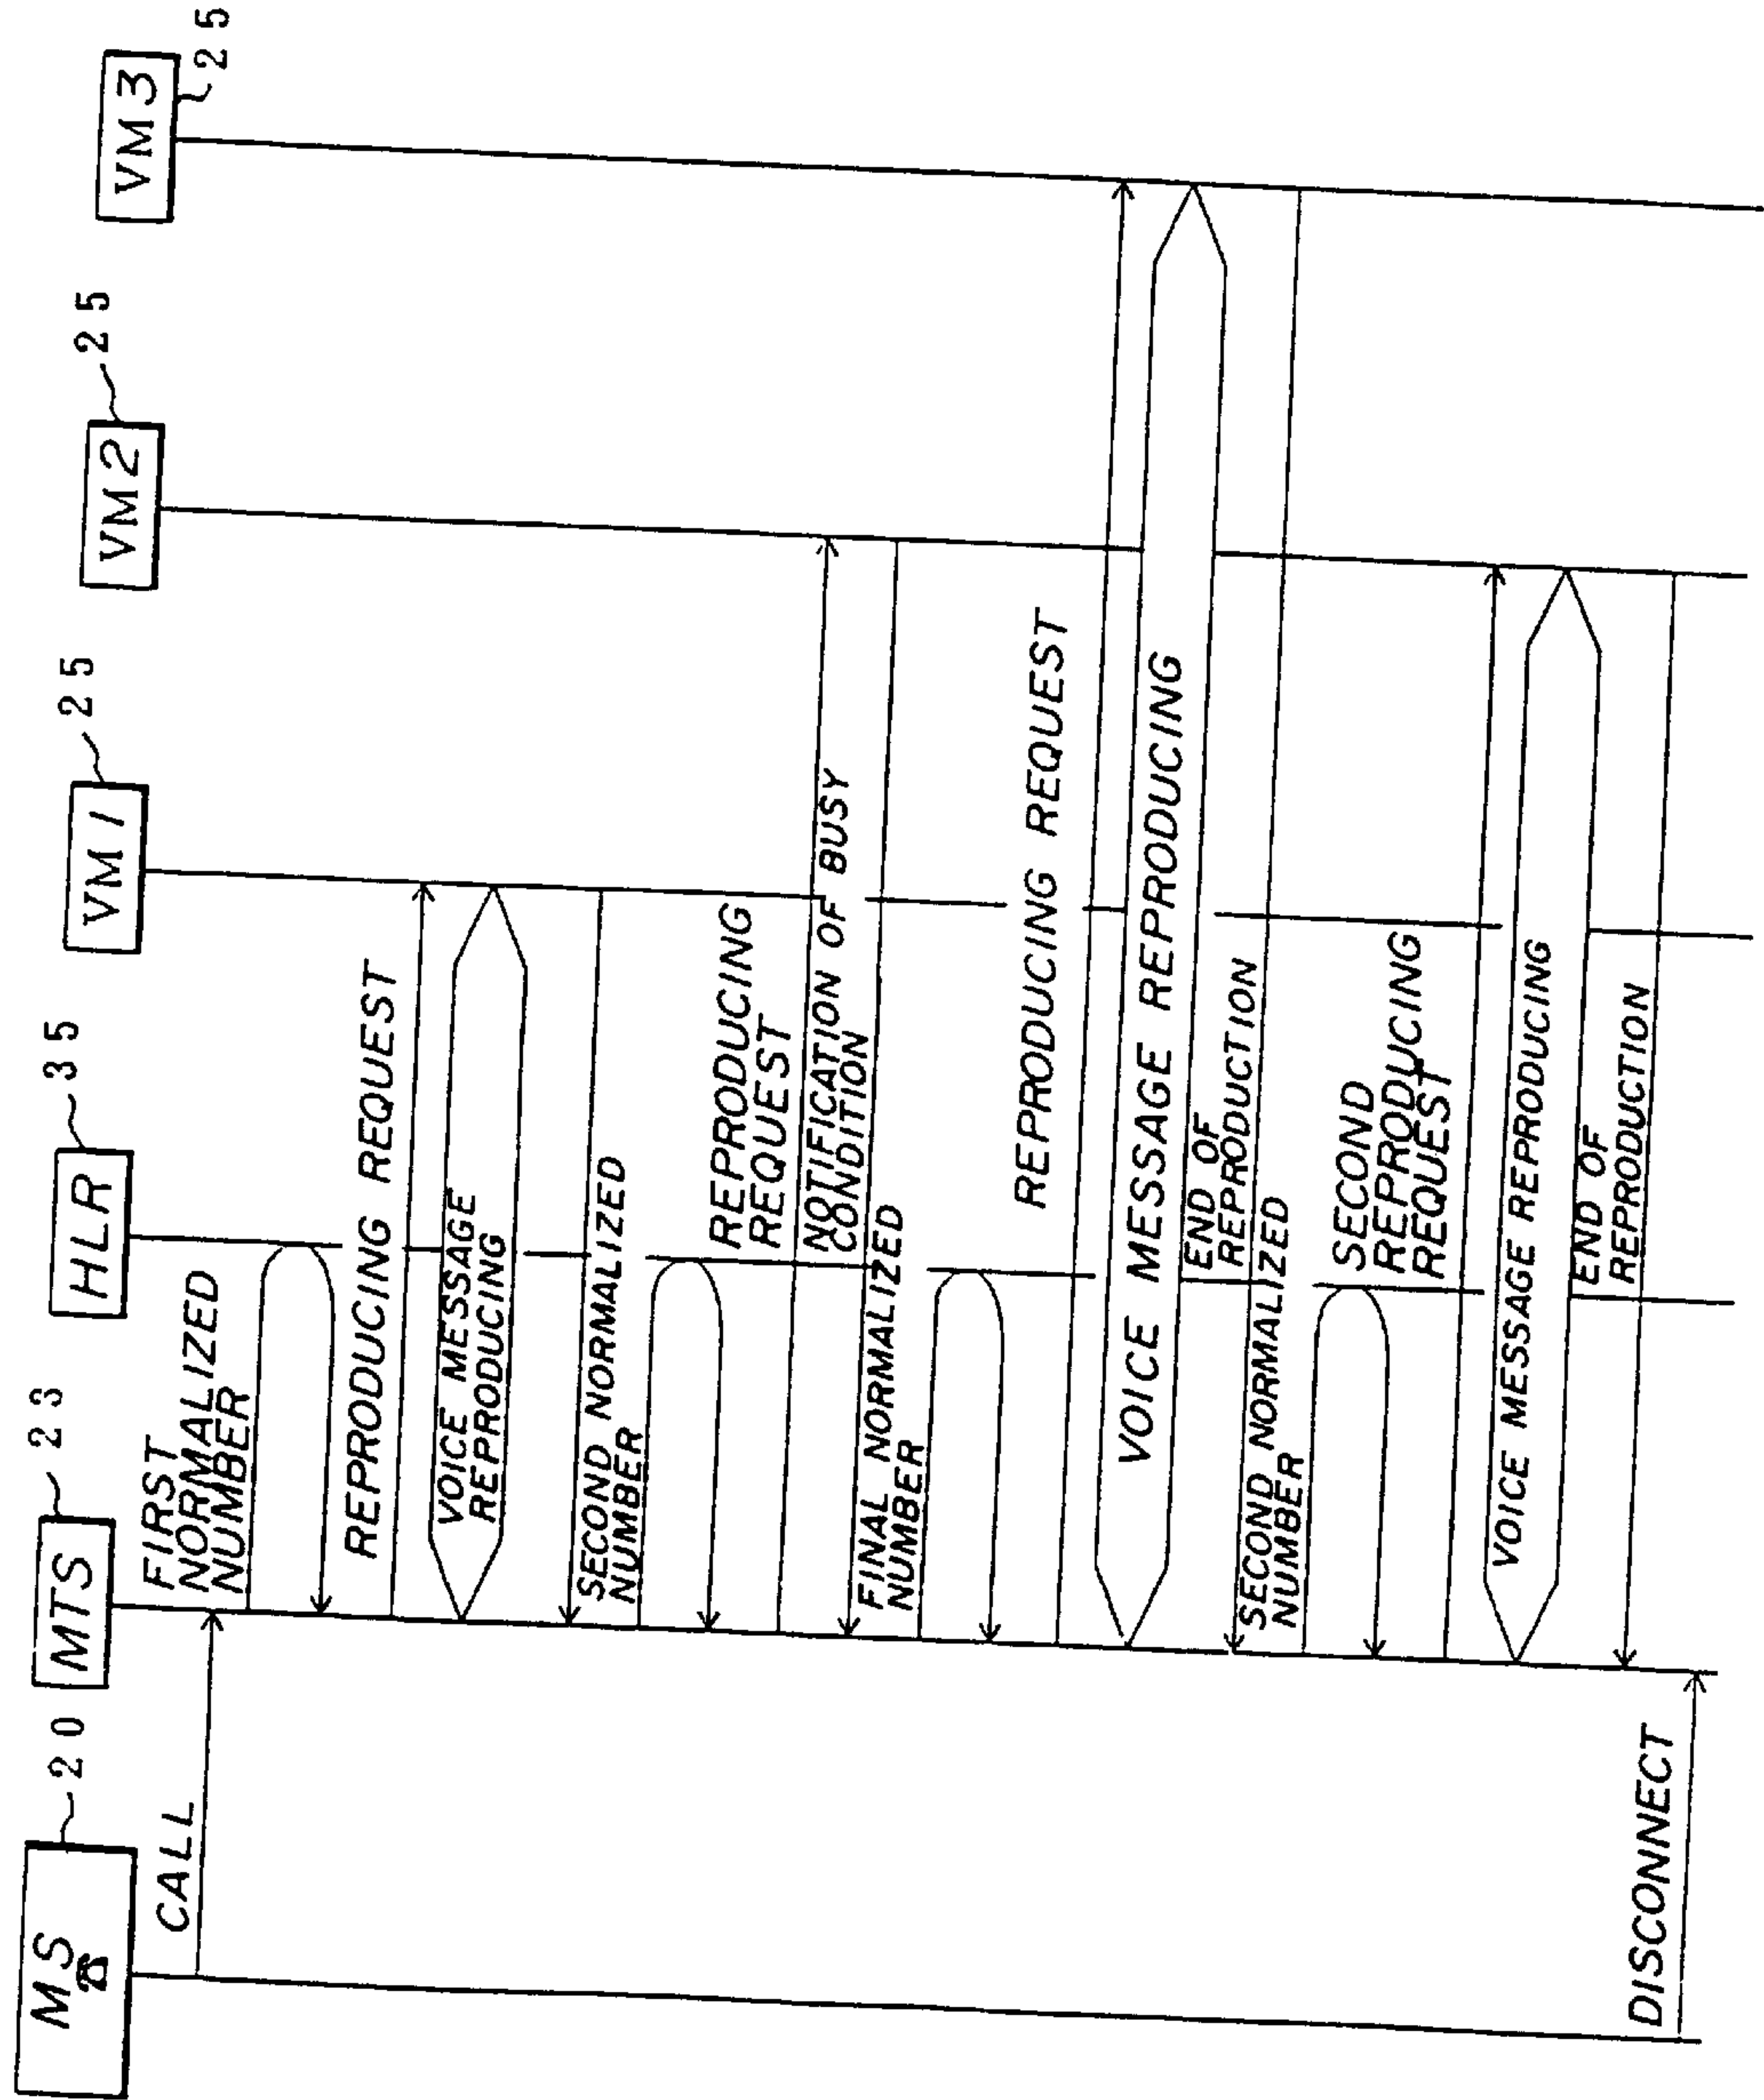 MS
20
MTS
23
HLR
35
VM1
25
VM2
25
VM3
25
CALL
FIRST
NORMALIZED
NUMBER
REPRODUCING REQUEST
VOICE MESSAGE
REPRODUCING
SECOND NORMALIZED
NUMBER
REPRODUCING
REQUEST
NOTIFICATION OF BUSY
CONDITION
FINAL NORMALIZED
NUMBER
REPRODUCING REQUEST
VOICE MESSAGE REPRODUCING
END OF
REPRODUCTION
SECOND NORMALIZED
NUMBER
SECOND
REPRODUCING
REQUEST
VOICE MESSAGE REPRODUCING
END OF
REPRODUCTION
DISCONNECT